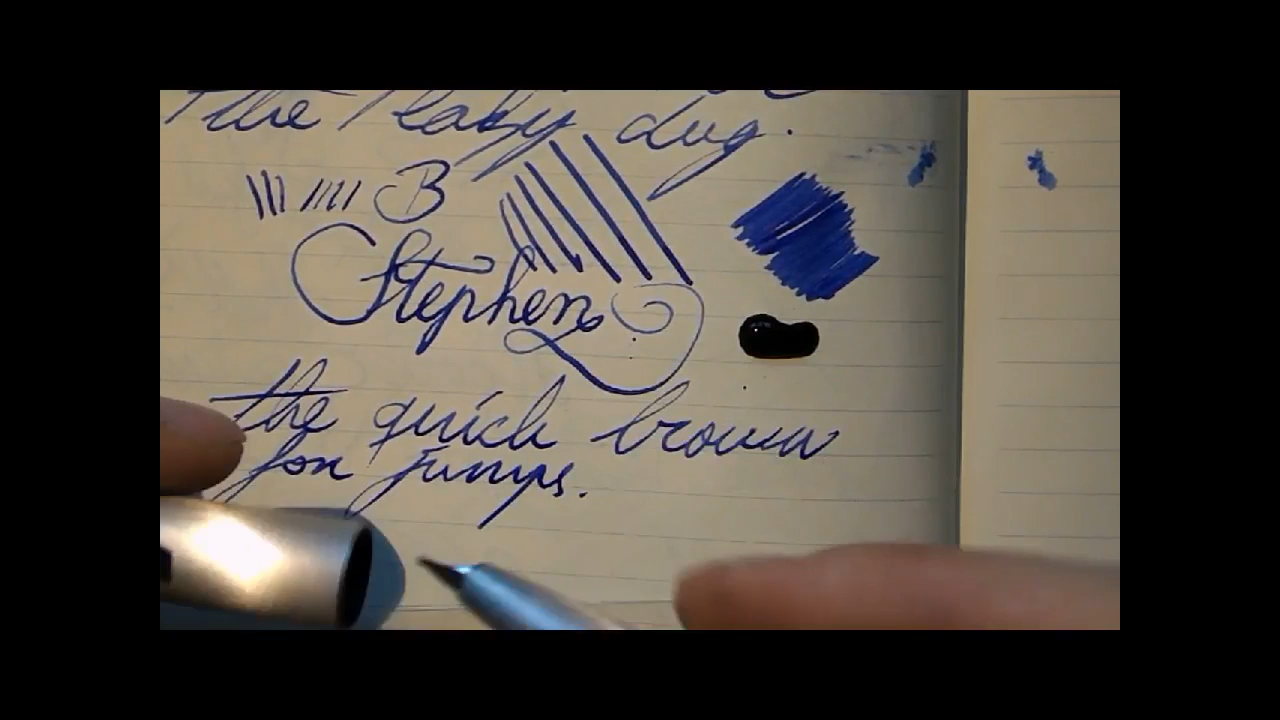 the lazy dog.
B
Stephen
the quick brown
fox jumps.